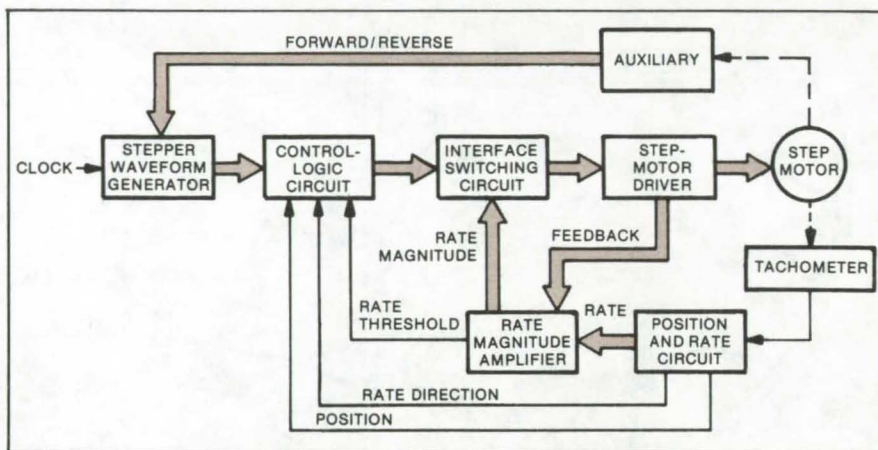 FORWARD/REVERSE
AUXILIARY
CLOCK
STEPPER
WAVEFORM
GENERATOR
CONTROL-
LOGIC
CIRCUIT
INTERFACE
SWITCHING
CIRCUIT
STEP-
MOTOR
DRIVER
STEP
MOTOR
RATE
MAGNITUDE
FEEDBACK
TACHOMETER
RATE
THRESHOLD
RATE
MAGNITUDE
AMPLIFIER
RATE
POSITION
AND RATE
CIRCUIT
RATE DIRECTION
POSITION